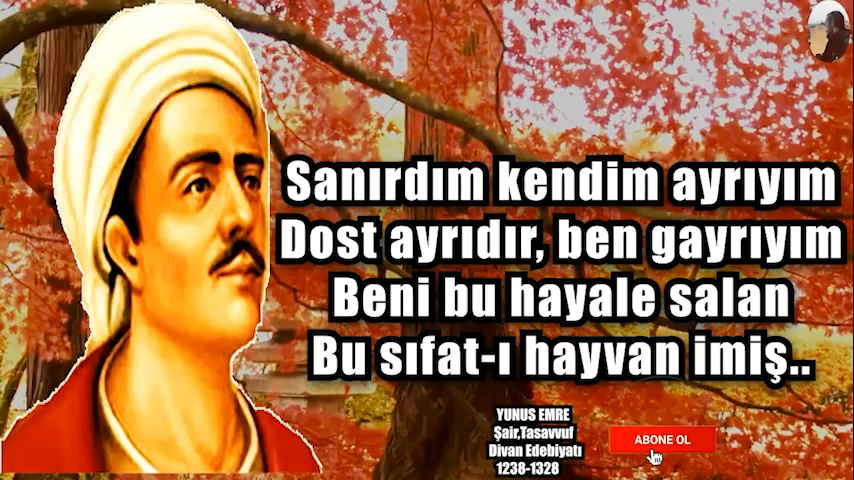 Sanırdım kendim ayrıyım
Dost ayrıdır, ben gayrıyım
Beni bu hayale salan
Bu sıfat-ı hayvan imiş..
YUNUS EMRE
Şair,Tasavvuf
Divan Edebiyatı
1238-1328
ABONE OL